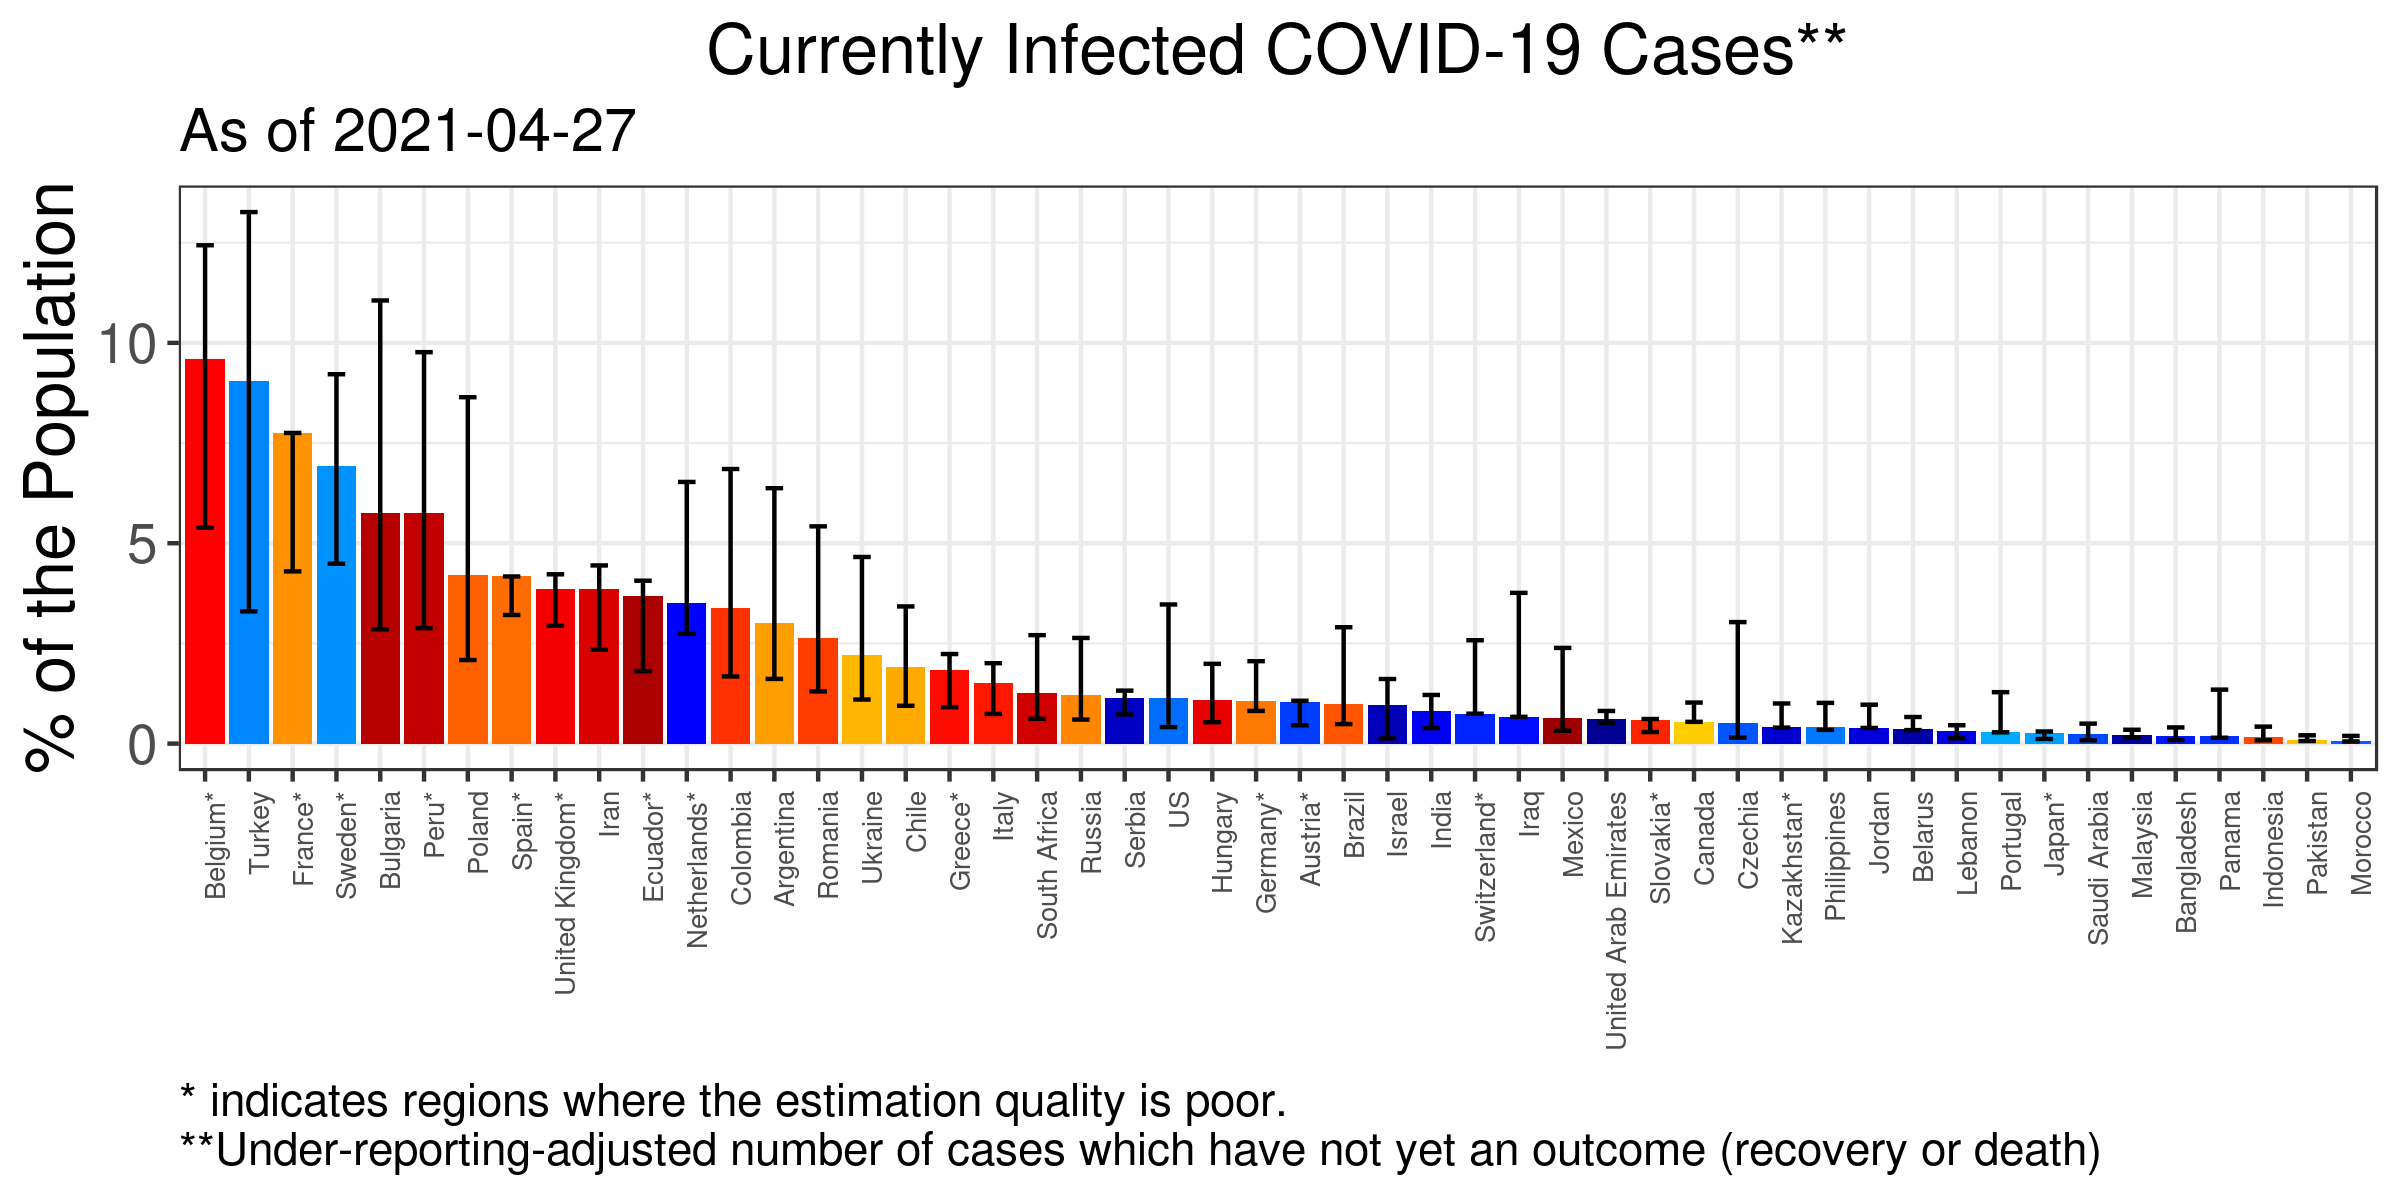 Currently Infected COVID-19 Cases**
As of 2021-04-27
% of the Population
10
5
0
Belgium*
Turkey
France*
Sweden*
Bulgaria
Peru*
Poland
Spain*
United Kingdom*
Iran
Ecuador*
Netherlands*
Colombia
Argentina
Romania
Ukraine
Chile
Greece*
Italy
South Africa
Russia
Serbia
US
Hungary
Germany*
Austria*
Brazil
Israel
India
Switzerland*
Iraq
Mexico
United Arab Emirates
Slovakia*
Canada
Czechia
Kazakhstan*
Philippines
Jordan
Belarus
Lebanon
Portugal
Japan*
Saudi Arabia
Malaysia
Bangladesh
Panama
Indonesia
Pakistan
Morocco
* indicates regions where the estimation quality is poor.
**Under-reporting-adjusted number of cases which have not yet an outcome (recovery or death)